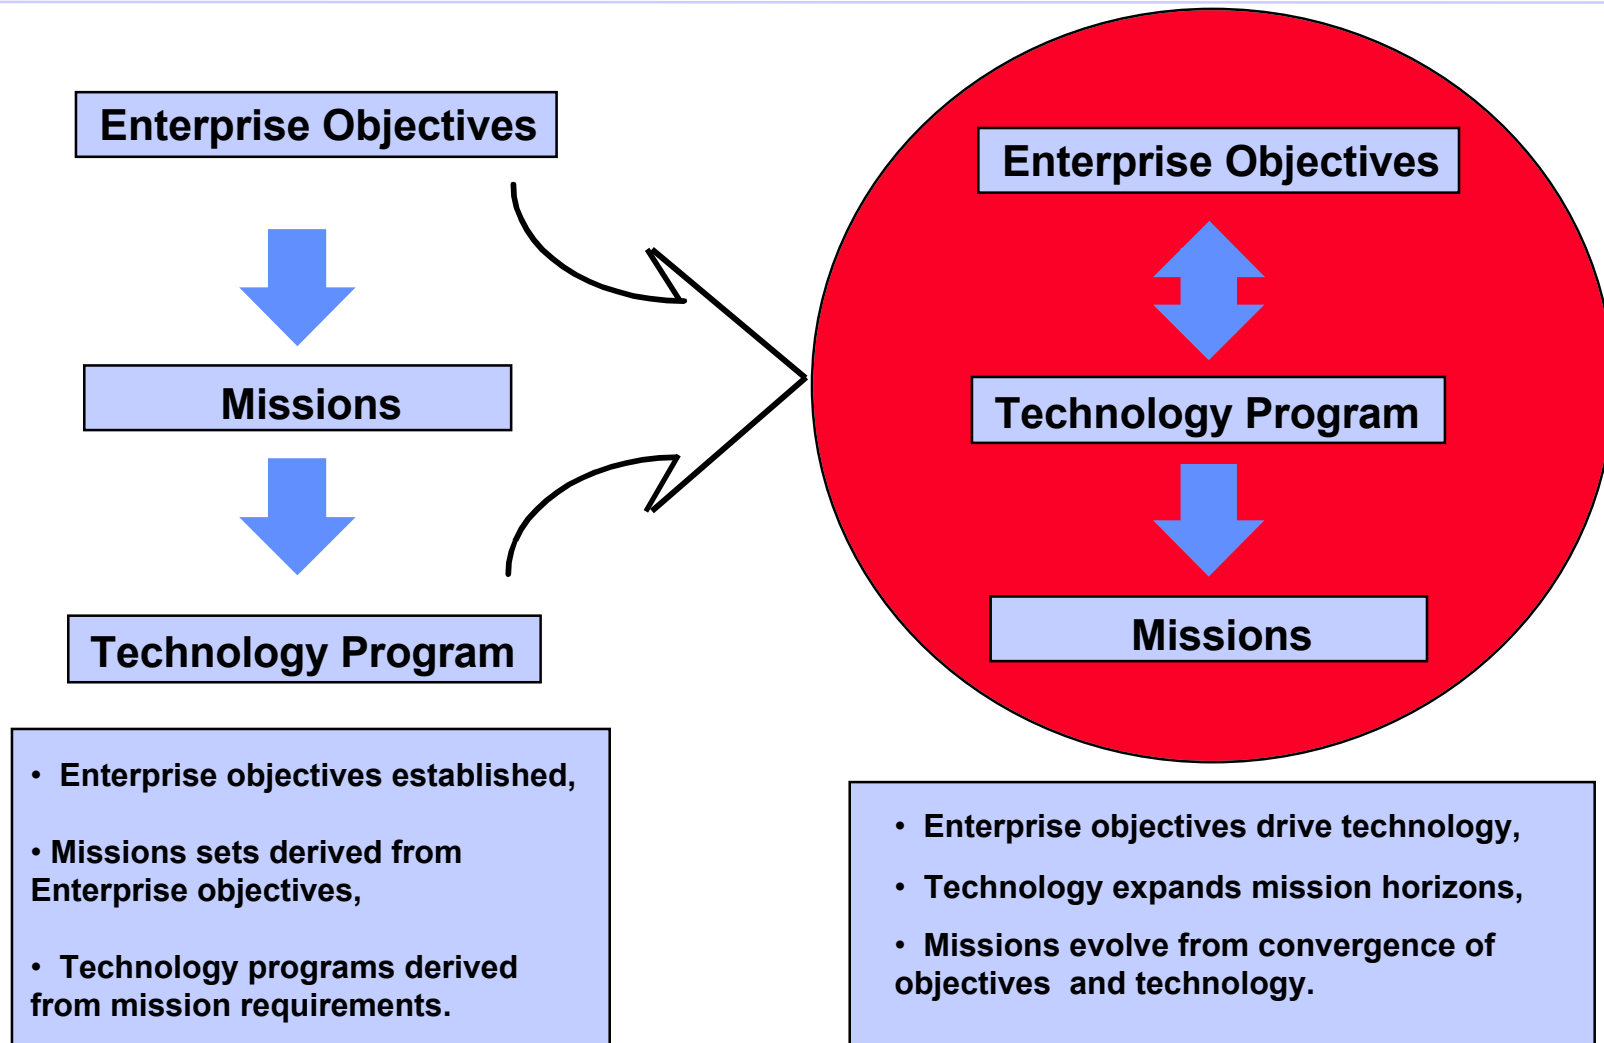 Enterprise Objectives
Missions
Technology Program
• Enterprise objectives established,
• Missions sets derived from
Enterprise objectives,
• Technology programs derived
from mission requirements.
Enterprise Objectives
Technology Program
Missions
• Enterprise objectives drive technology,
• Technology expands mission horizons,
• Missions evolve from convergence of
objectives and technology.